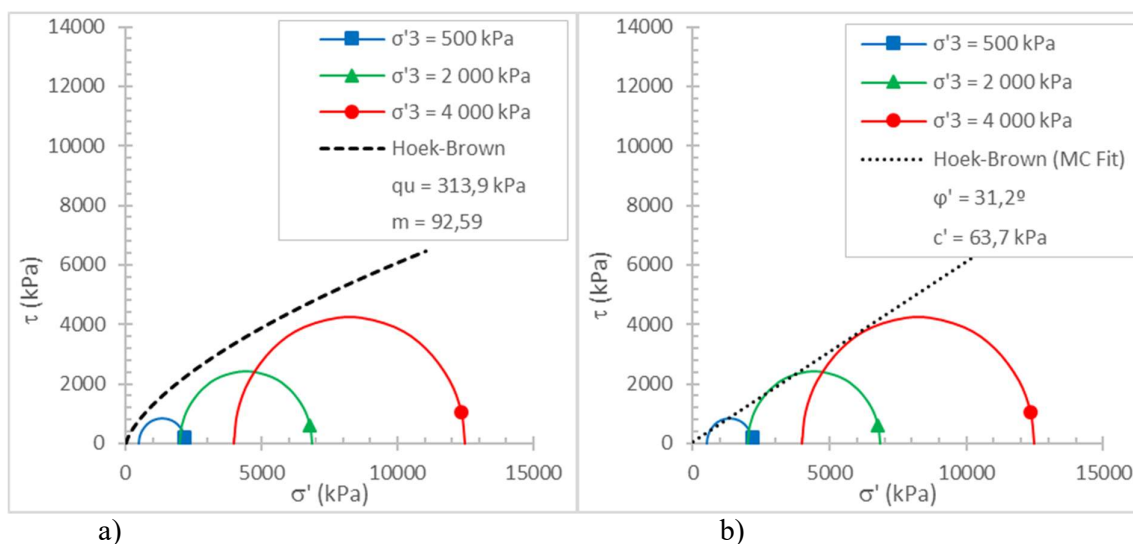 14000
12000
10000
8000
6000
4000
2000
0
τ (kPa)
0 5000 10000 15000
σ' (kPa)
σ'3 = 500 kPa
σ'3 = 2 000 kPa
σ'3 = 4 000 kPa
Hoek-Brown
qu = 313,9 kPa
m = 92,59
a)
14000
12000
10000
8000
6000
4000
2000
0
τ (kPa)
0 5000 10000 15000
σ' (kPa)
σ'3 = 500 kPa
σ'3 = 2 000 kPa
σ'3 = 4 000 kPa
Hoek-Brown (MC Fit)
φ' = 31,2º
c' = 63,7 kPa
b)